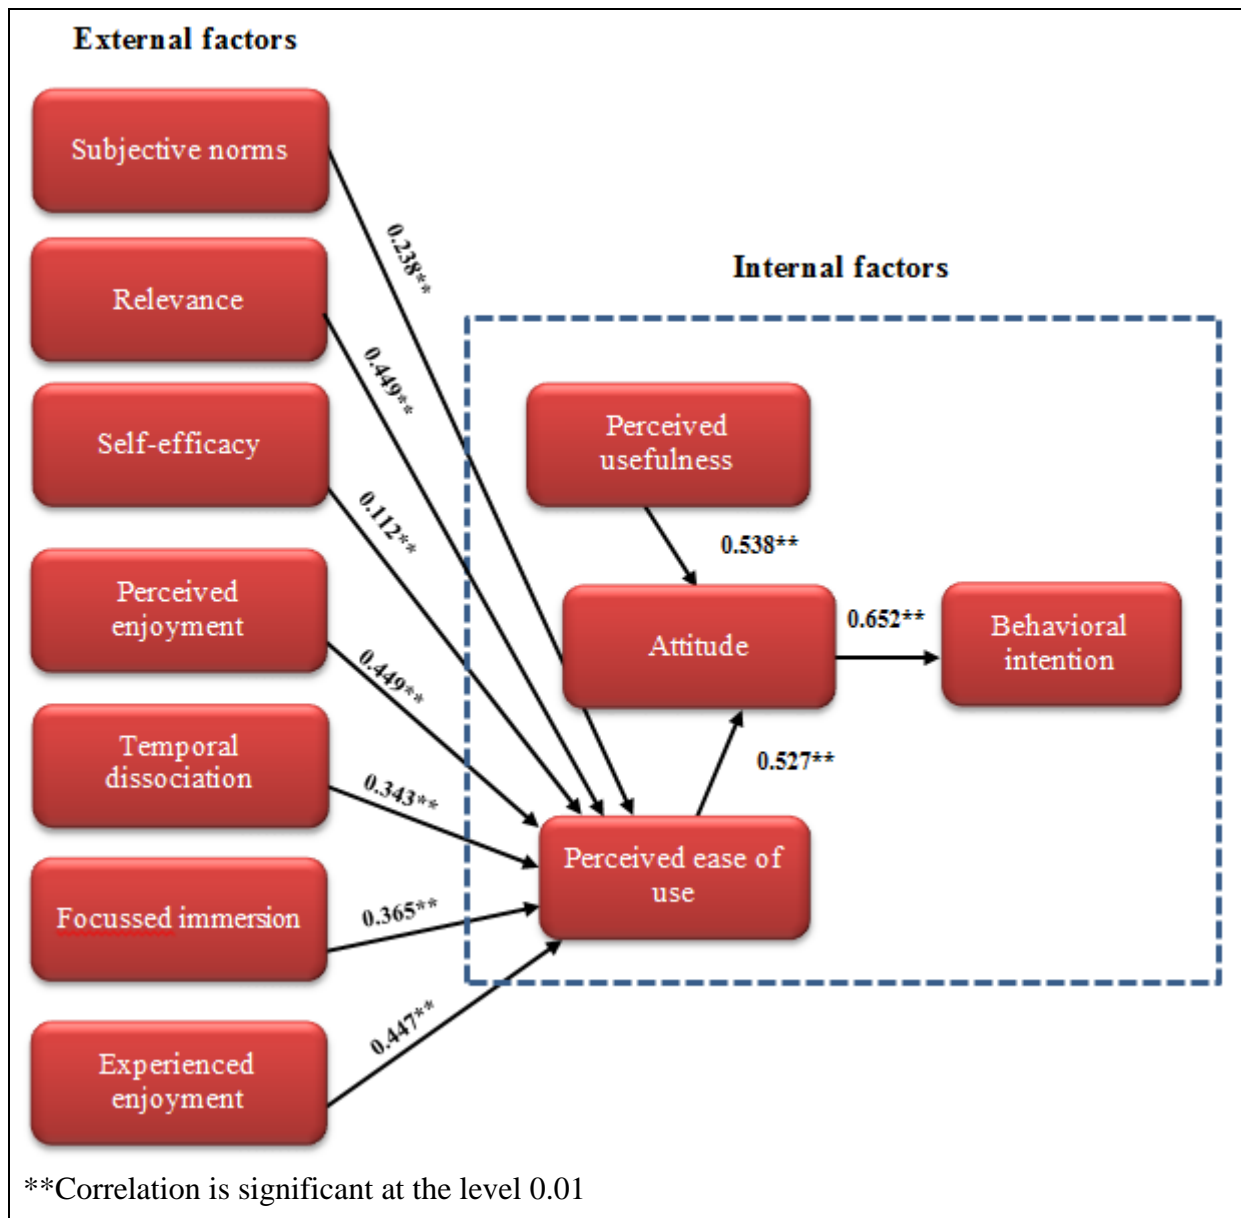 External factors
Subjective norms
0.238**
Relevance
0.449**
Self-efficacy
0.112**
Perceived
enjoyment
0.449**
Temporal
dissociation
0.343**
Focussed immersion
0.365**
Experienced
enjoyment
0.447**
Internal factors
Perceived
usefulness
0.538**
Attitude
0.652**
Behavioral
intention
0.527**
Perceived ease of
use
**Correlation is significant at the level 0.01